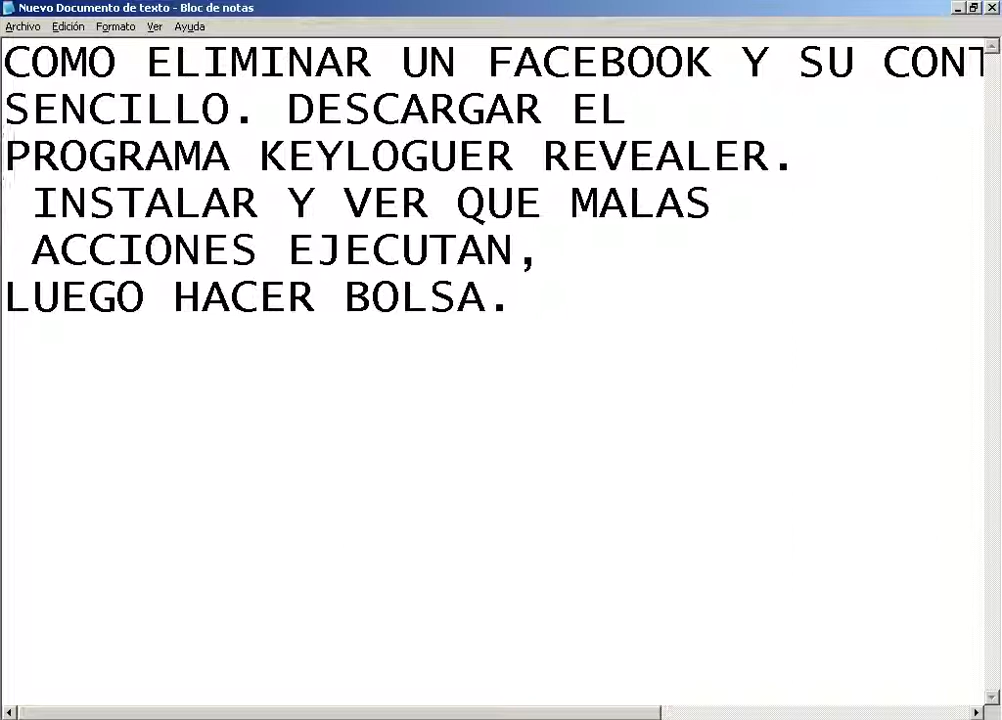 Nuevo Documento de texto - Bloc de notas
Archivo Edición Formato Ver Ayuda
COMO ELIMINAR UN FACEBOOK Y SU CONT
SENCILLO. DESCARGAR EL
PROGRAMA KEYLOGUER REVEALER.
INSTALAR Y VER QUE MALAS
ACCIONES EJECUTAN,
LUEGO HACER BOLSA.